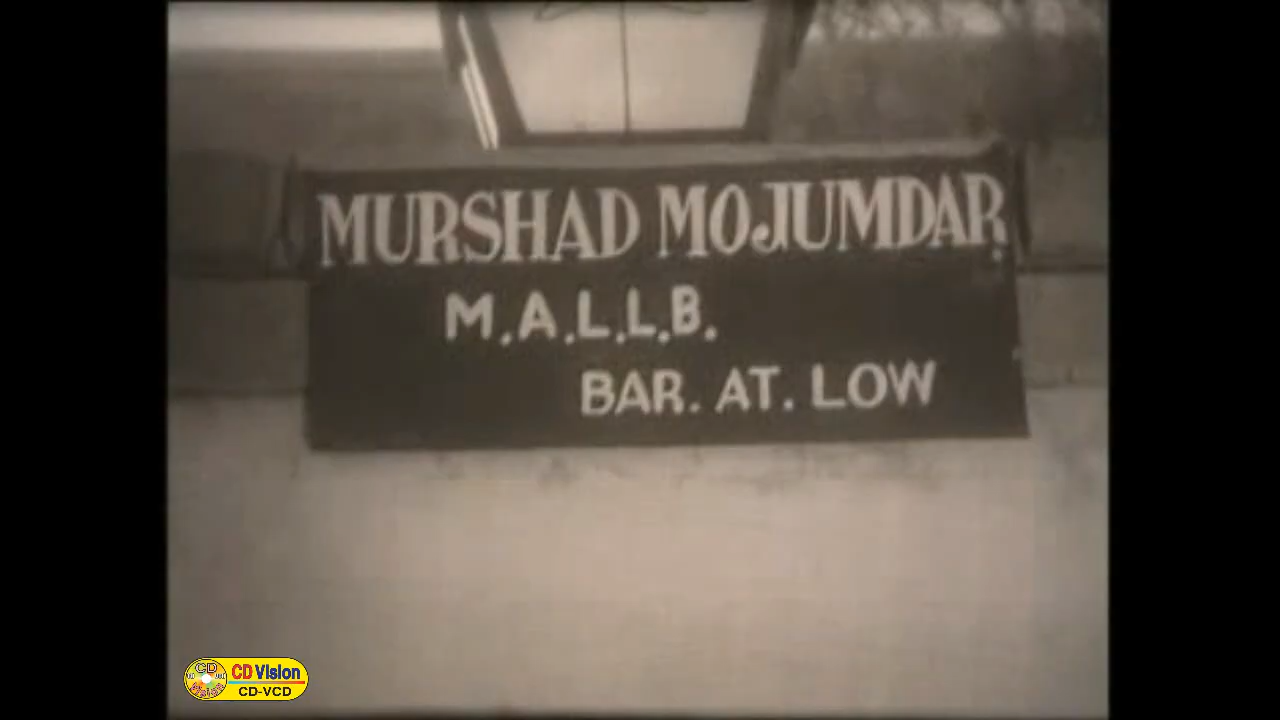 MURSHAD MOJUMDAR
M.A.L.L.B.
BAR. AT. LOW
CD Vision
CD-VCD